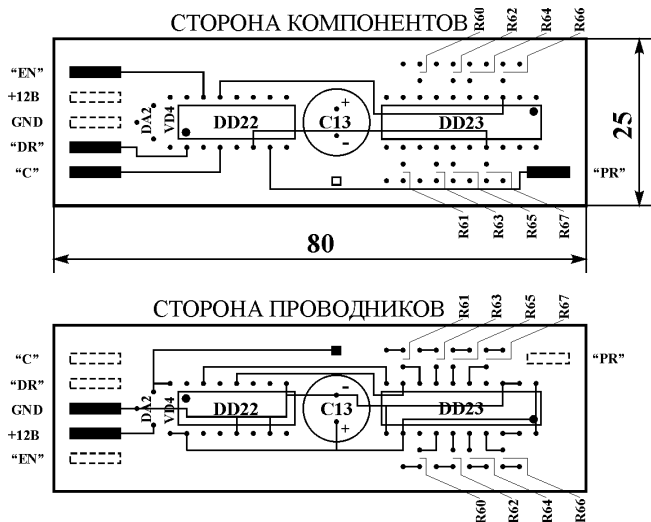 СТОРОНА КОМПОНЕНТОВ
R60 R62 R64 R66
“EN”
+12В
GND
“DR”
“C”
DA2 VD4 DD22 + C13 - DD23
25
“PR”
R61 R63 R65 R67
80
СТОРОНА ПРОВОДНИКОВ
R61 R63 R65 R67
“C”
“DR”
GND
+12В
“EN”
DA2 VD4 DD22 - C13 + DD23
“PR”
R60 R62 R64 R66